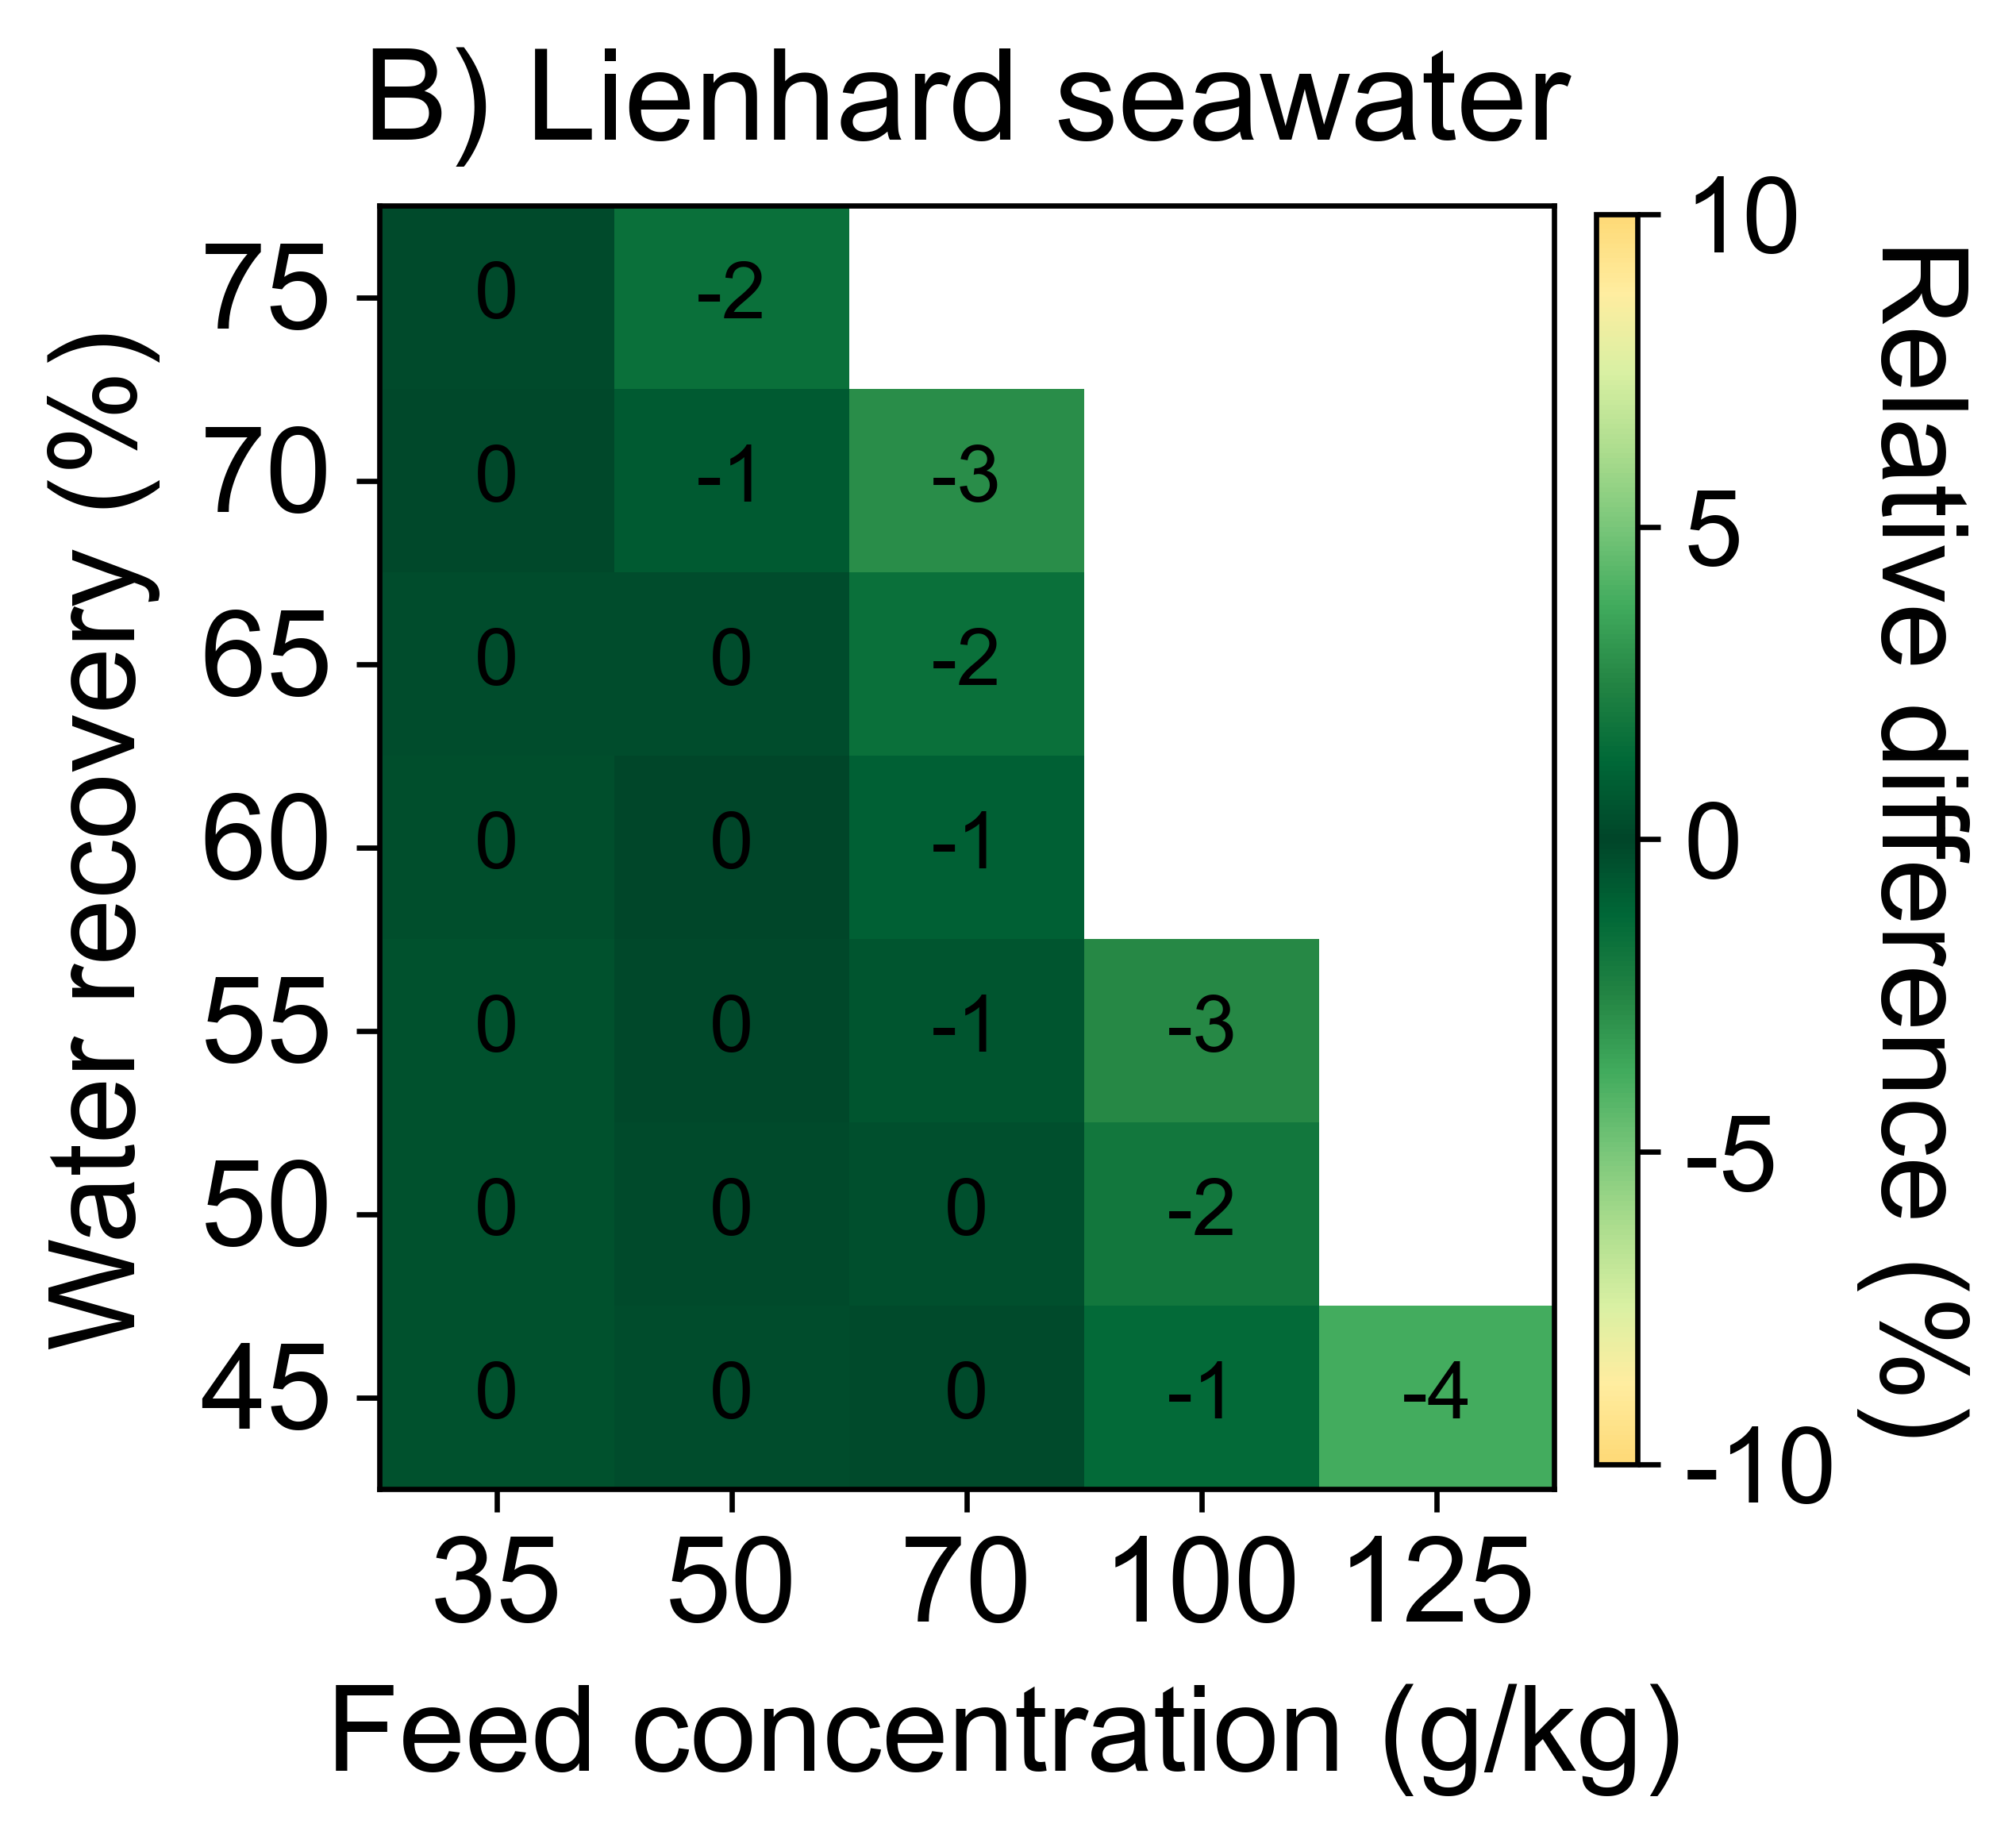 B) Lienhard seawater
Water recovery (%)
75 0 -2
70 0 -1 -3
65 0 0 -2
60 0 0 -1
55 0 0 -1 -3
50 0 0 0 -2
45 0 0 0 -1 -4
35 50 70 100 125
Feed concentration (g/kg)
10
5
0
-5
-10
Relative difference (%)